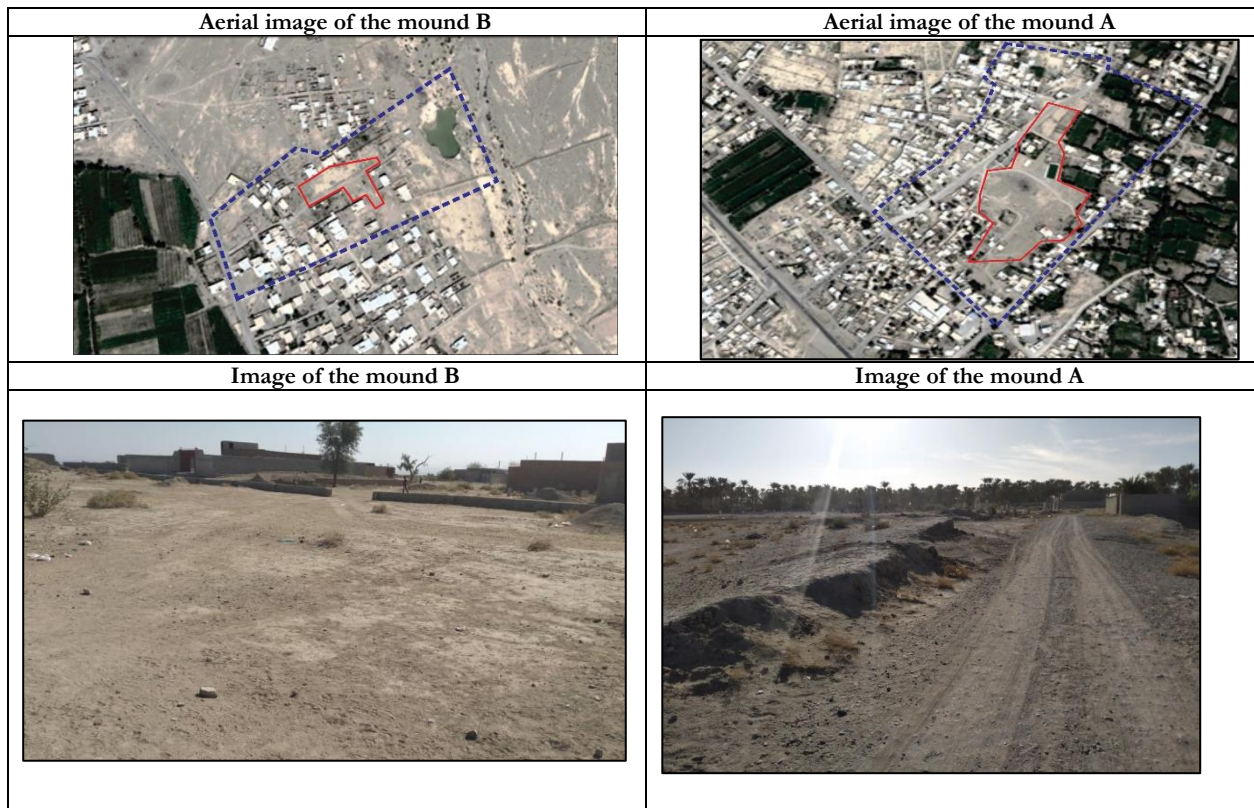 Aerial image of the mound B
Aerial image of the mound A
Image of the mound B
Image of the mound A